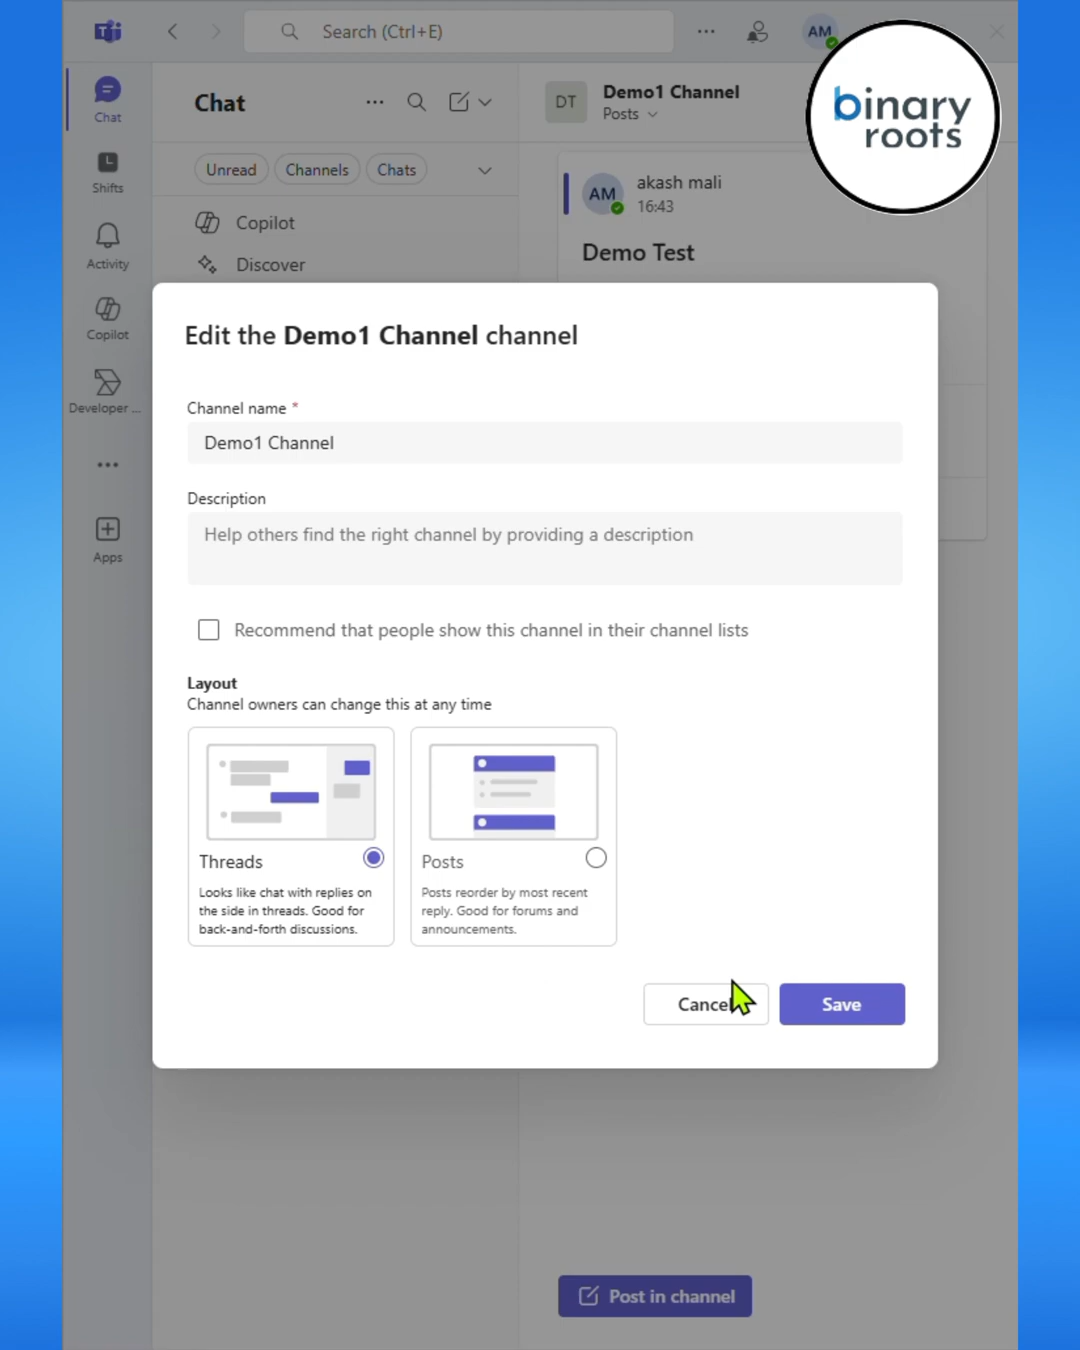 Search (Ctrl+E)
AM
binary
roots
Chat
Shifts
Activity
Copilot
Developer ...
Apps
Chat
Unread
Channels
Chats
Copilot
Discover
DT
Demo1 Channel
Posts
AM
akash mali
16:43
Demo Test
Edit the Demo1 Channel channel
Channel name *
Demo1 Channel
Description
Help others find the right channel by providing a description
Recommend that people show this channel in their channel lists
Layout
Channel owners can change this at any time
Threads
Looks like chat with replies on
the side in threads. Good for
back-and-forth discussions.
Posts
Posts reorder by most recent
reply. Good for forums and
announcements.
Cancel
Save
Post in channel